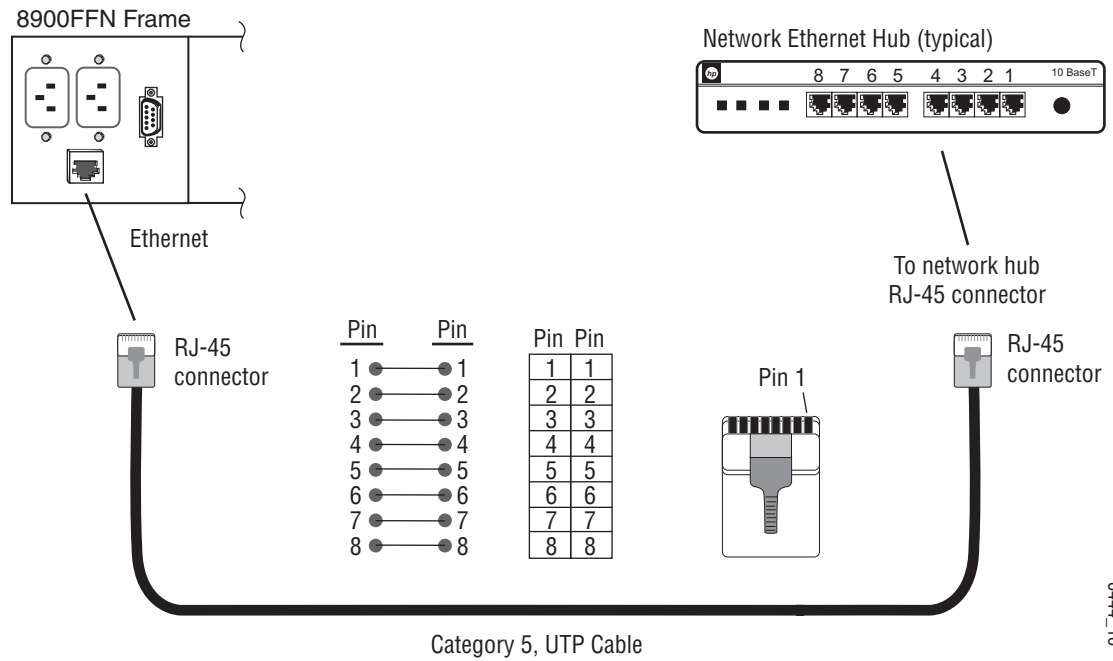 8900FFN Frame
Network Ethernet Hub (typical)
hp
8 7 6 5 4 3 2 1
10 BaseT
Ethernet
To network hub
RJ-45 connector
RJ-45
connector
RJ-45
connector
Pin Pin
1 1
2 2
3 3
4 4
5 5
6 6
7 7
8 8
Pin Pin
1 1
2 2
3 3
4 4
5 5
6 6
7 7
8 8
Pin 1
Category 5, UTP Cable